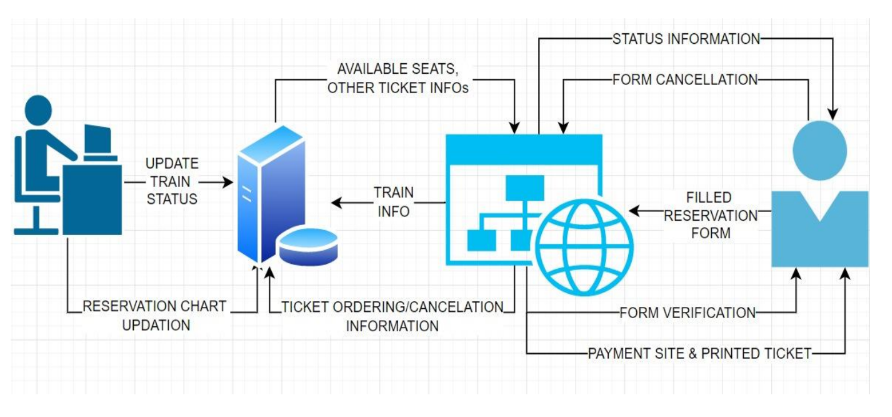 STATUS INFORMATION
AVAILABLE SEATS,
OTHER TICKET INFOs
FORM CANCELLATION
UPDATE
TRAIN
STATUS
TRAIN
INFO
FILLED
RESERVATION
FORM
RESERVATION CHART
UPDATION
TICKET ORDERING/CANCELATION
INFORMATION
FORM VERIFICATION
PAYMENT SITE & PRINTED TICKET